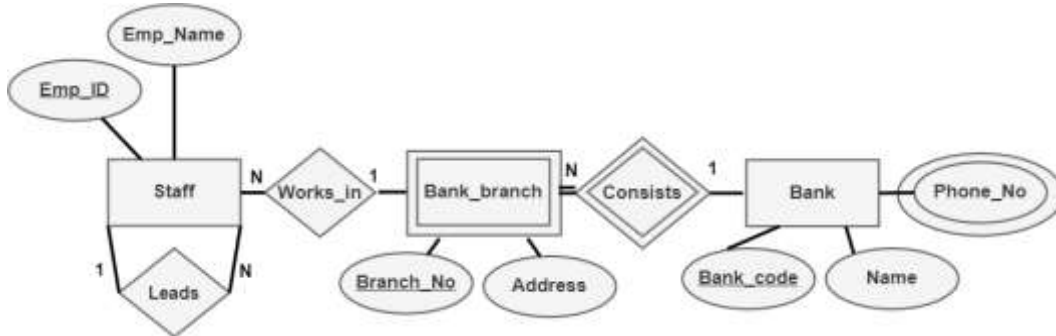 Emp_Name
Emp_ID
Staff
N
Works_in
1
Bank_branch
N
Consists
1
Bank
Phone_No
1
Leads
N
Branch_No
Address
Bank_code
Name